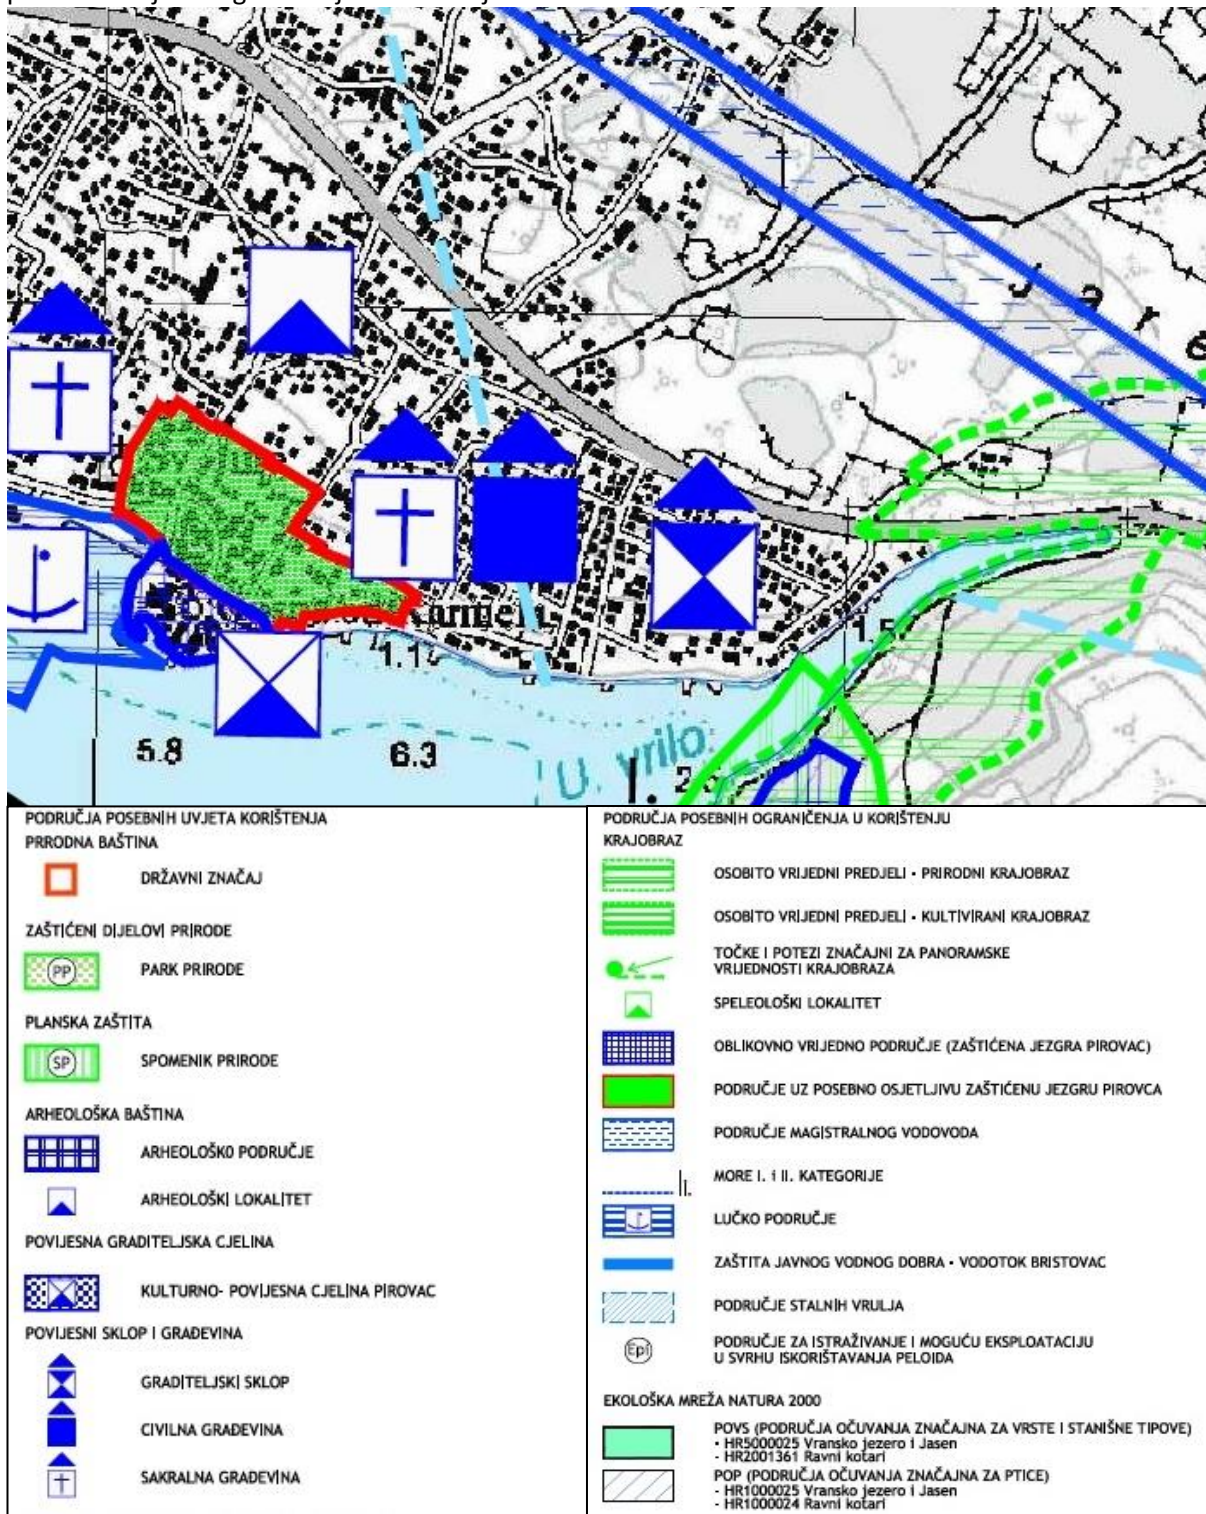 J
a
s
e
armela
1.1
1.5
5.8
6.3
U. vrilo
I.
2
PODRUČJA POSEBNIH UVJETA KORIŠTENJA
PRRODNA BAŠTINA
DRŽAVNI ZNAČAJ
ZAŠTIĆENI DIJELOVI PRIRODE
PP
PARK PRIRODE
PLANSKA ZAŠTITA
SP
SPOMENIK PRIRODE
ARHEOLOŠKA BAŠTINA
ARHEOLOŠKO PODRUČJE
ARHEOLOŠKI LOKALITET
POVIJESNA GRADITELJSKA CJELINA
KULTURNO- POVIJESNA CJELINA PIROVAC
POVIJESNI SKLOP I GRAĐEVINA
GRADITELJSKI SKLOP
CIVILNA GRAĐEVINA
SAKRALNA GRAĐEVINA
PODRUČJA POSEBNIH OGRANIČENJA U KORIŠTENJU
KRAJOBRAZ
OSOBITO VRIJEDNI PREDJELI - PRIRODNI KRAJOBRAZ
OSOBITO VRIJEDNI PREDJELI - KULTIVIRANI KRAJOBRAZ
TOČKE I POTEZI ZNAČAJNI ZA PANORAMSKE
VRIJEDNOSTI KRAJOBRAZA
SPELEOLOŠKI LOKALITET
OBLIKOVNO VRIJEDNO PODRUČJE (ZAŠTIĆENA JEZGRA PIROVAC)
PODRUČJE UZ POSEBNO OSJETLJIVU ZAŠTIĆENU JEZGRU PIROVCA
PODRUČJE MAGISTRALNOG VODOVODA
II.
MORE I. i II. KATEGORIJE
LUČKO PODRUČJE
ZAŠTITA JAVNOG VODNOG DOBRA - VODOTOK BRISTOVAC
PODRUČJE STALNIH VRULJA
Epl
PODRUČJE ZA ISTRAŽIVANJE I MOGUĆU EKSPLOATACIJU
U SVRHU ISKORIŠTAVANJA PELOIDA
EKOLOŠKA MREŽA NATURA 2000
POVS (PODRUČJA OČUVANJA ZNAČAJNA ZA VRSTE I STANIŠNE TIPOVE)
- HR5000025 Vransko jezero i Jasen
- HR2001361 Ravni kotari
POP (PODRUČJA OČUVANJA ZNAČAJNA ZA PTICE)
- HR1000025 Vransko jezero i Jasen
- HR1000024 Ravni kotari